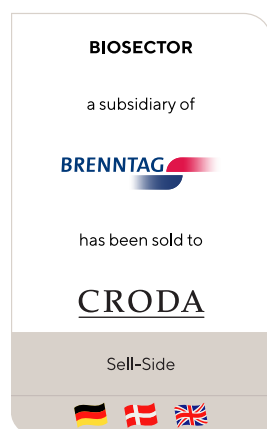 BIOSECTOR
a subsidiary of
BRENNTAG
has been sold to
CRODA
Sell-Side